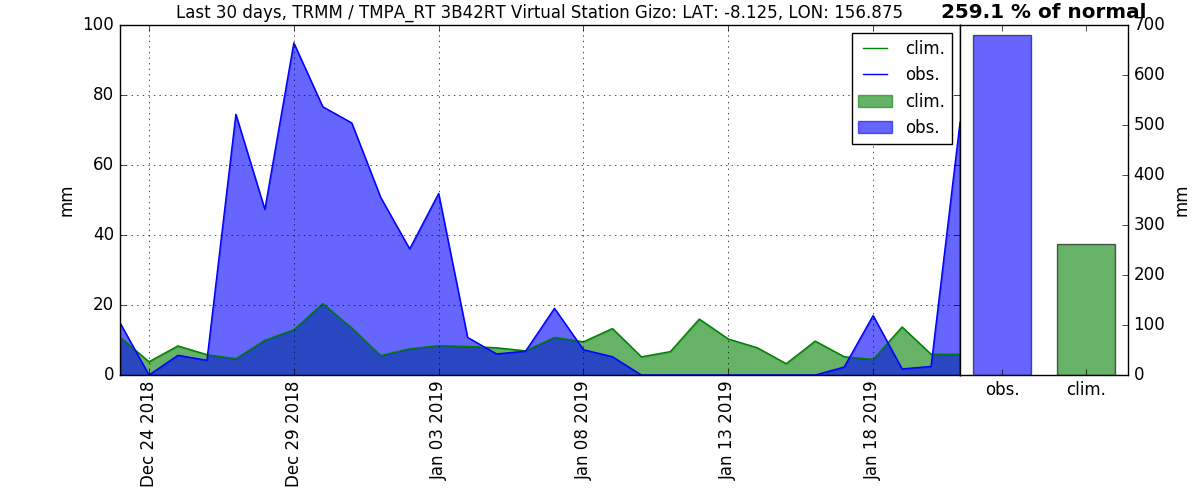 Last 30 days, TRMM / TMPA_RT 3B42RT Virtual Station Gizo: LAT: -8.125, LON: 156.875
259.1 % of normal
100
80
60
40
20
0
mm
clim.
obs.
clim.
obs.
700
600
500
400
300
200
100
0
mm
Dec 24 2018
Dec 29 2018
Jan 03 2019
Jan 08 2019
Jan 13 2019
Jan 18 2019
obs.
clim.